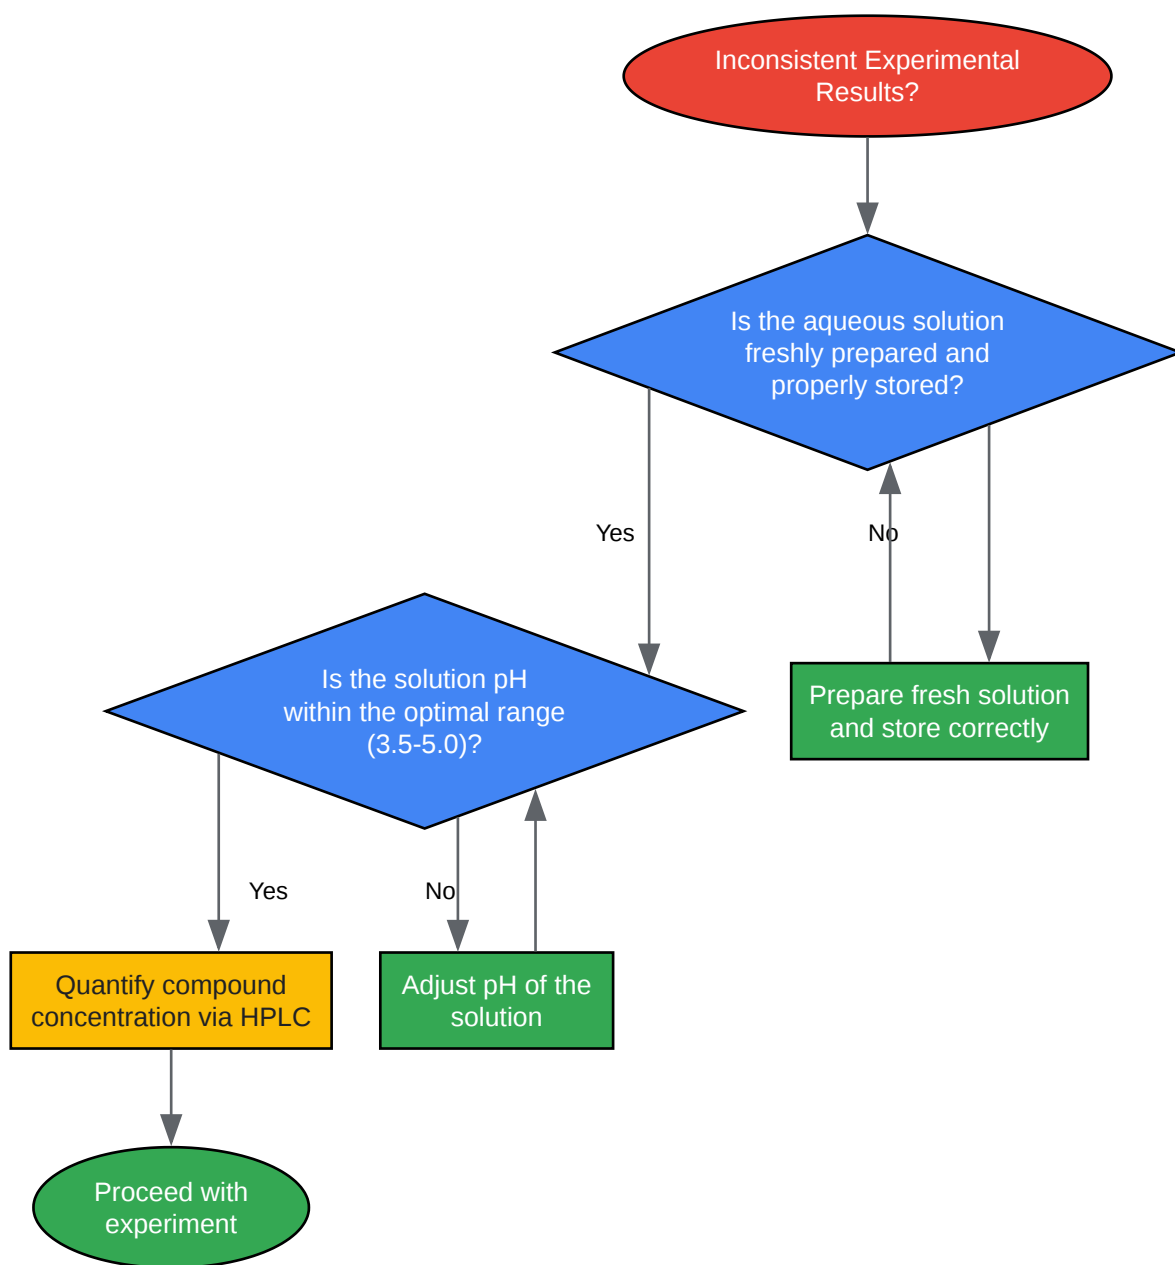 Inconsistent Experimental
Results?
Is the aqueous solution
freshly prepared and
properly stored?
Yes
No
Is the solution pH
within the optimal range
(3.5-5.0)?
Prepare fresh solution
and store correctly
Yes
No
Quantify compound
concentration via HPLC
Adjust pH of the
solution
Proceed with
experiment